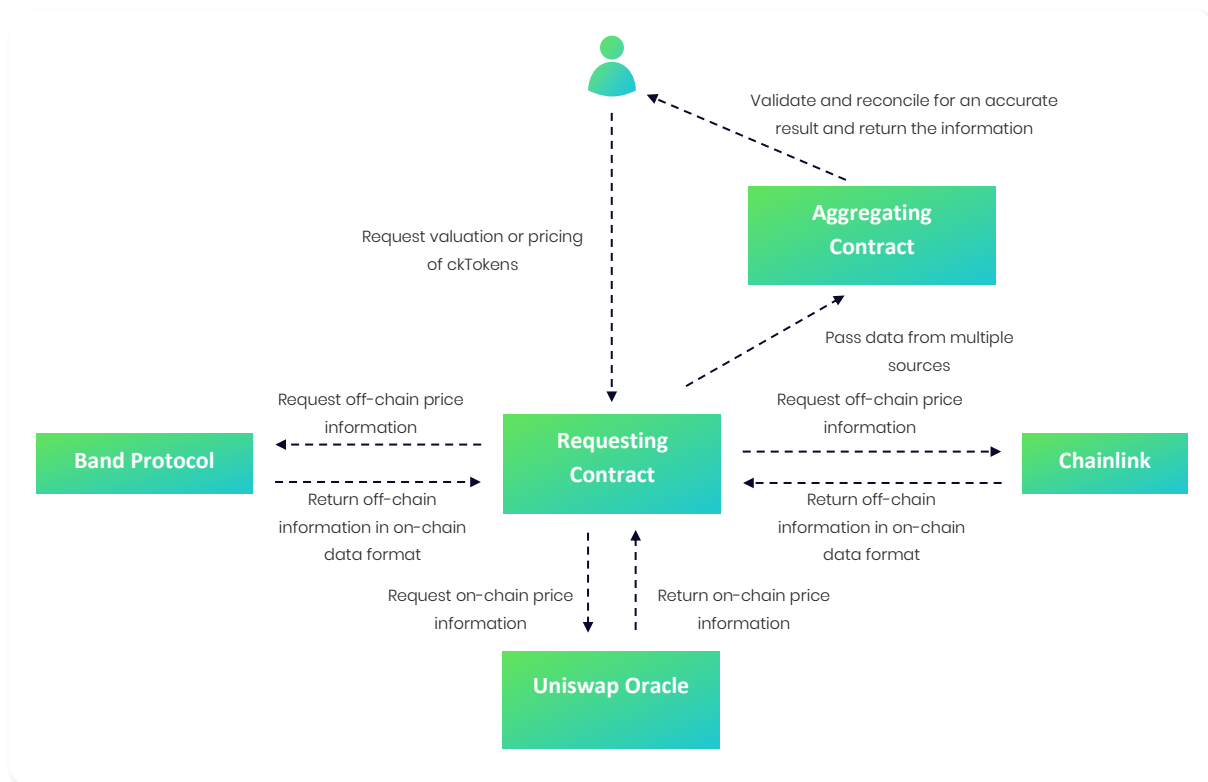 Validate and reconcile for an accurate
result and return the information
Aggregating
Contract
Request valuation or pricing
of ckTokens
Pass data from multiple
sources
Request off-chain price
information
Request off-chain price
information
Band Protocol
Requesting
Contract
Chainlink
Return off-chain
information in on-chain
data format
Return off-chain
information in on-chain
data format
Request on-chain price
information
Return on-chain price
information
Uniswap Oracle